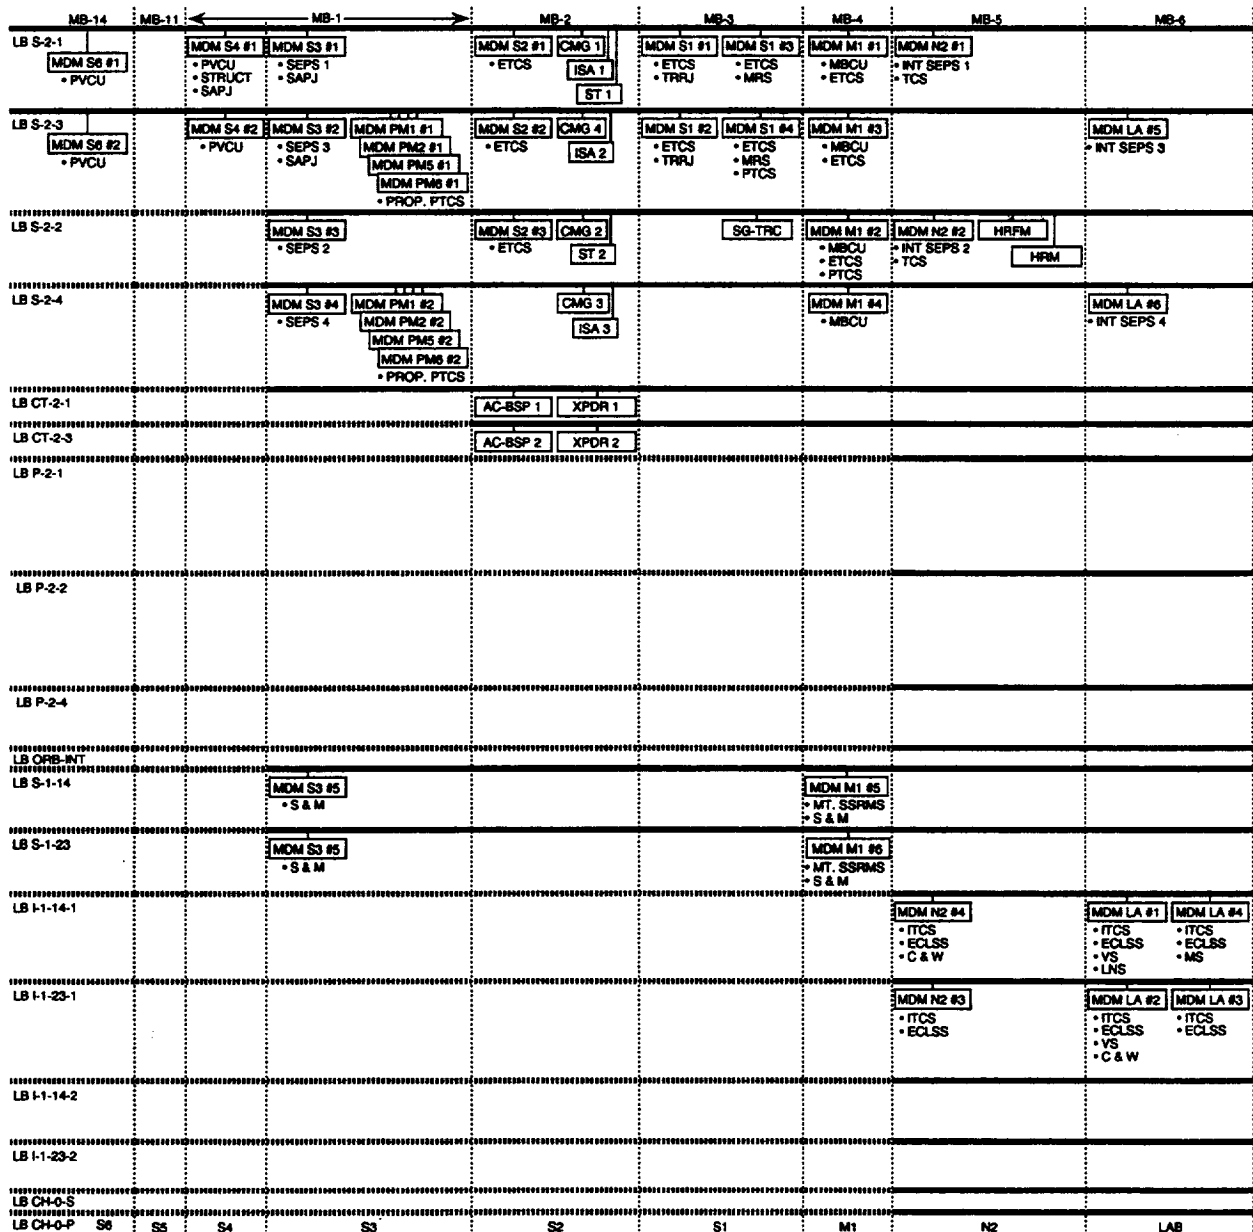 MB-14 MB-11 MB-1 MB-2 MB-3 MB-4 MB-5 MB-6
LB S-2-1
MDM S6 #1
• PVCU
MDM S4 #1
• PVCU
• STRUCT
• SAPJ
MDM S3 #1
• SEPS 1
• SAPJ
MDM S2 #1
• ETCS
CMG 1
ISA 1
ST 1
MDM S1 #1
• ETCS
• TRRJ
MDM S1 #3
• ETCS
• MRS
MDM M1 #1
• MBCU
• ETCS
MDM N2 #1
• INT SEPS 1
• TCS
LB S-2-3
MDM S6 #2
• PVCU
MDM S4 #2
• PVCU
MDM S3 #2
• SEPS 3
• SAPJ
MDM PM1 #1
MDM PM2 #1
MDM PM5 #1
MDM PM6 #1
• PROP. PTCS
MDM S2 #2
• ETCS
CMG 4
ISA 2
MDM S1 #2
• ETCS
• TRRJ
MDM S1 #4
• ETCS
• MRS
• PTCS
MDM M1 #3
• MBCU
• ETCS
MDM LA #5
• INT SEPS 3
LB S-2-2
MDM S3 #3
• SEPS 2
MDM S2 #3
• ETCS
CMG 2
ST 2
SG-TRC
MDM M1 #2
• MBCU
• ETCS
• PTCS
MDM N2 #2
• INT SEPS 2
• TCS
HRFM
HRM
LB S-2-4
MDM S3 #4
• SEPS 4
MDM PM1 #2
MDM PM2 #2
MDM PM5 #2
MDM PM6 #2
• PROP. PTCS
CMG 3
ISA 3
MDM M1 #4
• MBCU
MDM LA #6
• INT SEPS 4
LB CT-2-1
AC-BSP 1
XPDR 1
LB CT-2-3
AC-BSP 2
XPDR 2
LB P-2-1
LB P-2-2
LB P-2-4
LB ORB-INT
LB S-1-14
MDM S3 #5
• S & M
MDM M1 #5
• MT. SSRMS
• S & M
LB S-1-23
MDM S3 #5
• S & M
MDM M1 #6
• MT. SSRMS
• S & M
LB I-1-14-1
MDM N2 #4
• ITCS
• ECLSS
• C & W
MDM LA #1
• ITCS
• ECLSS
• VS
• LNS
MDM LA #4
• ITCS
• ECLSS
• MS
LB I-1-23-1
MDM N2 #3
• ITCS
• ECLSS
MDM LA #2
• ITCS
• ECLSS
• VS
• C & W
MDM LA #3
• ITCS
• ECLSS
LB I-1-14-2
LB I-1-23-2
LB CH-0-S
LB CH-0-P S6 S5 S4 S3 S2 S1 M1 N2 LAB